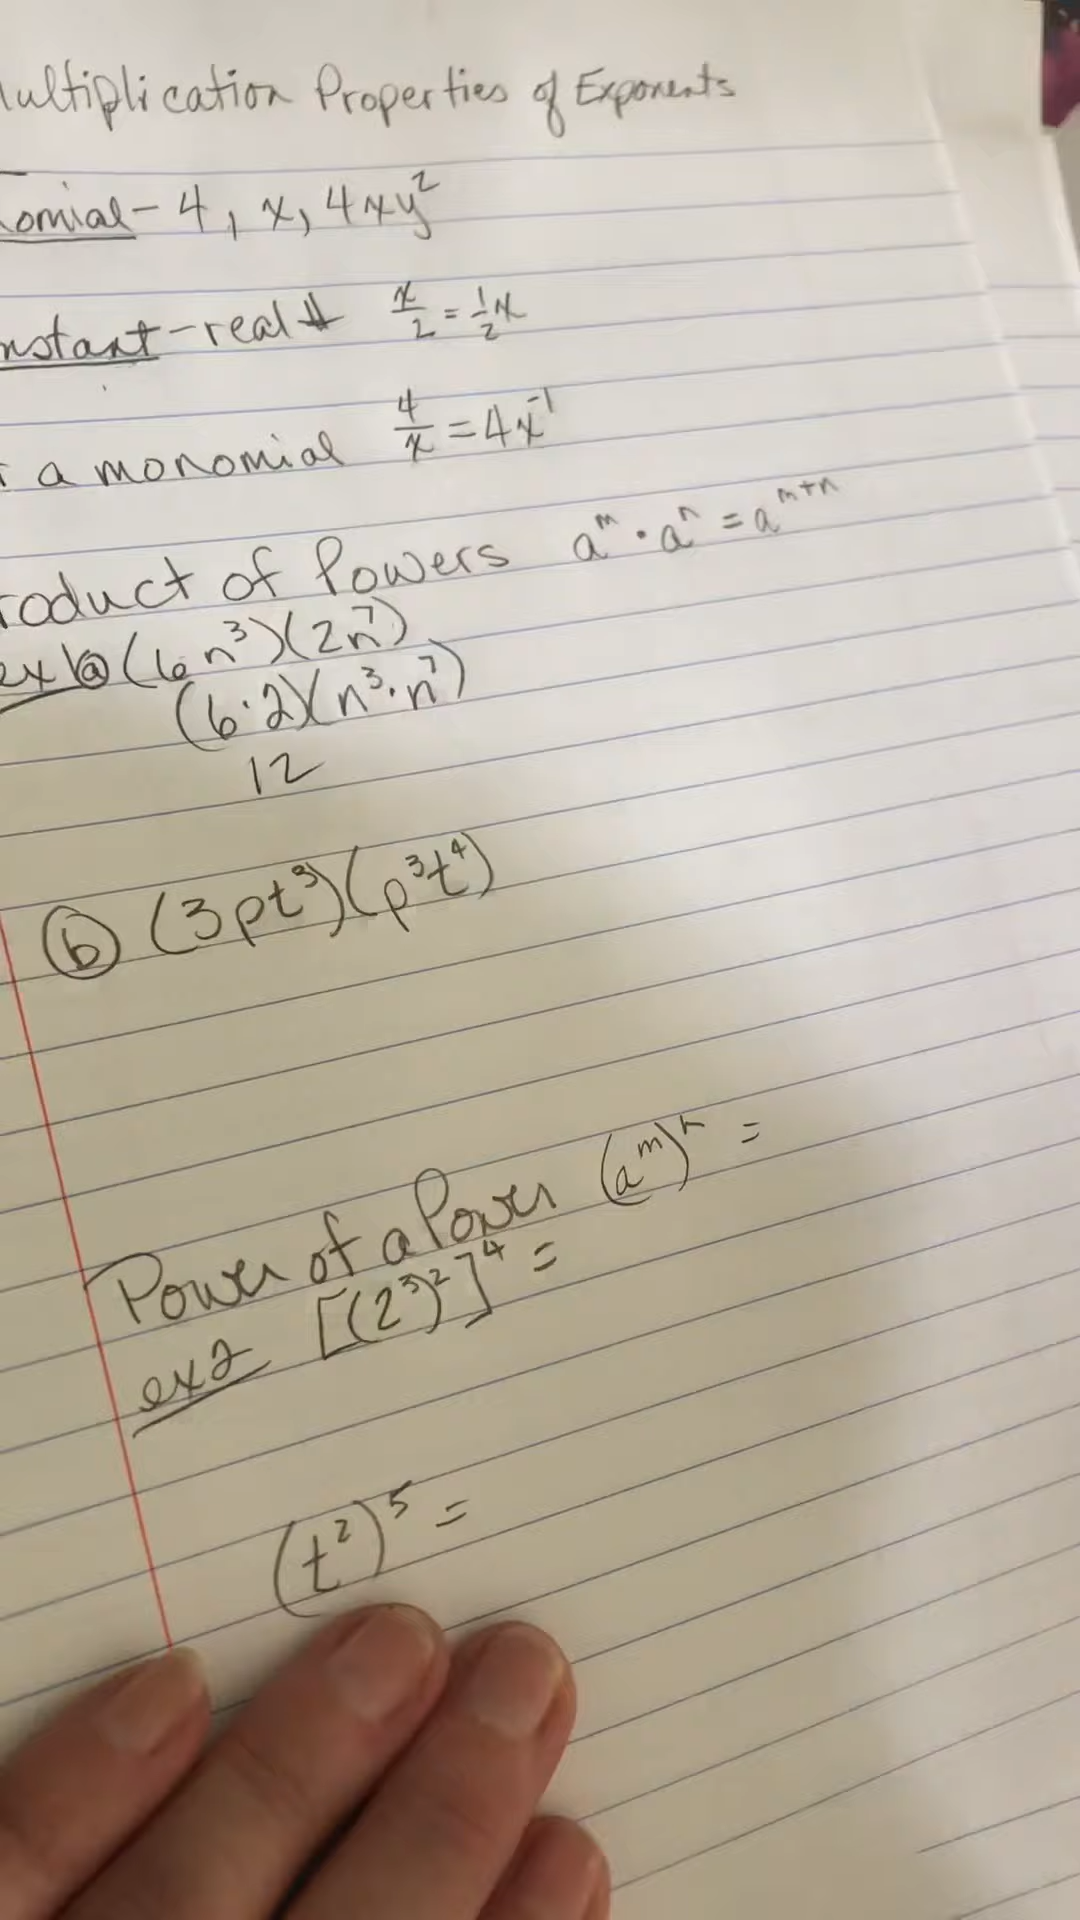 ultiplication Properties of Exponents
omial - 4, x, 4xy²
nstant - real # x/2 = 1/2 x
a monomial 4/x = 4x⁻¹
roduct of Powers aᵐ · aⁿ = aᵐ⁺ⁿ
ex 1 ⓐ (6n³)(2n⁷)
(6·2)(n³·n⁷)
12
ⓑ (3pt³)(p³t⁴)
Power of a Power (aᵐ)ⁿ =
ex 2 [(2³)²]⁴ =
(t²)⁵ =